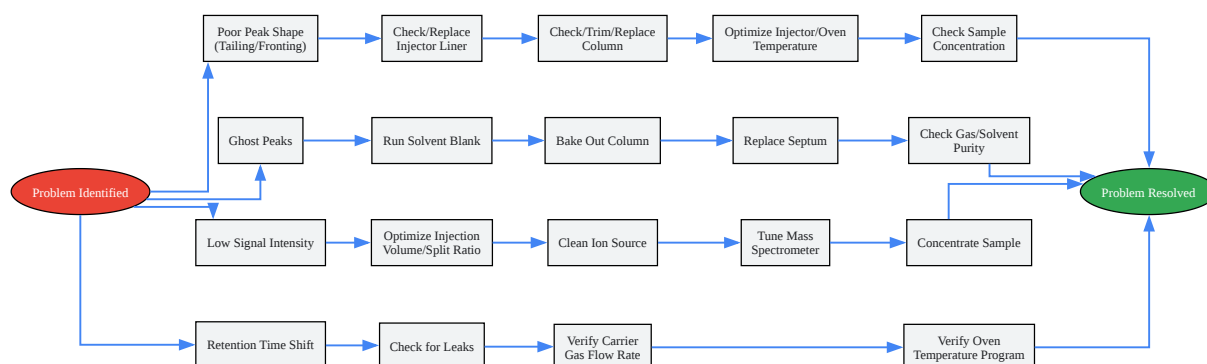 Poor Peak Shape
(Tailing/Fronting)
Check/Replace
Injector Liner
Check/Trim/Replace
Column
Optimize Injector/Oven
Temperature
Check Sample
Concentration
Ghost Peaks
Run Solvent Blank
Bake Out Column
Replace Septum
Check Gas/Solvent
Purity
Problem Identified
Problem Resolved
Low Signal Intensity
Optimize Injection
Volume/Split Ratio
Clean Ion Source
Tune Mass
Spectrometer
Concentrate Sample
Retention Time Shift
Check for Leaks
Verify Carrier
Gas Flow Rate
Verify Oven
Temperature Program